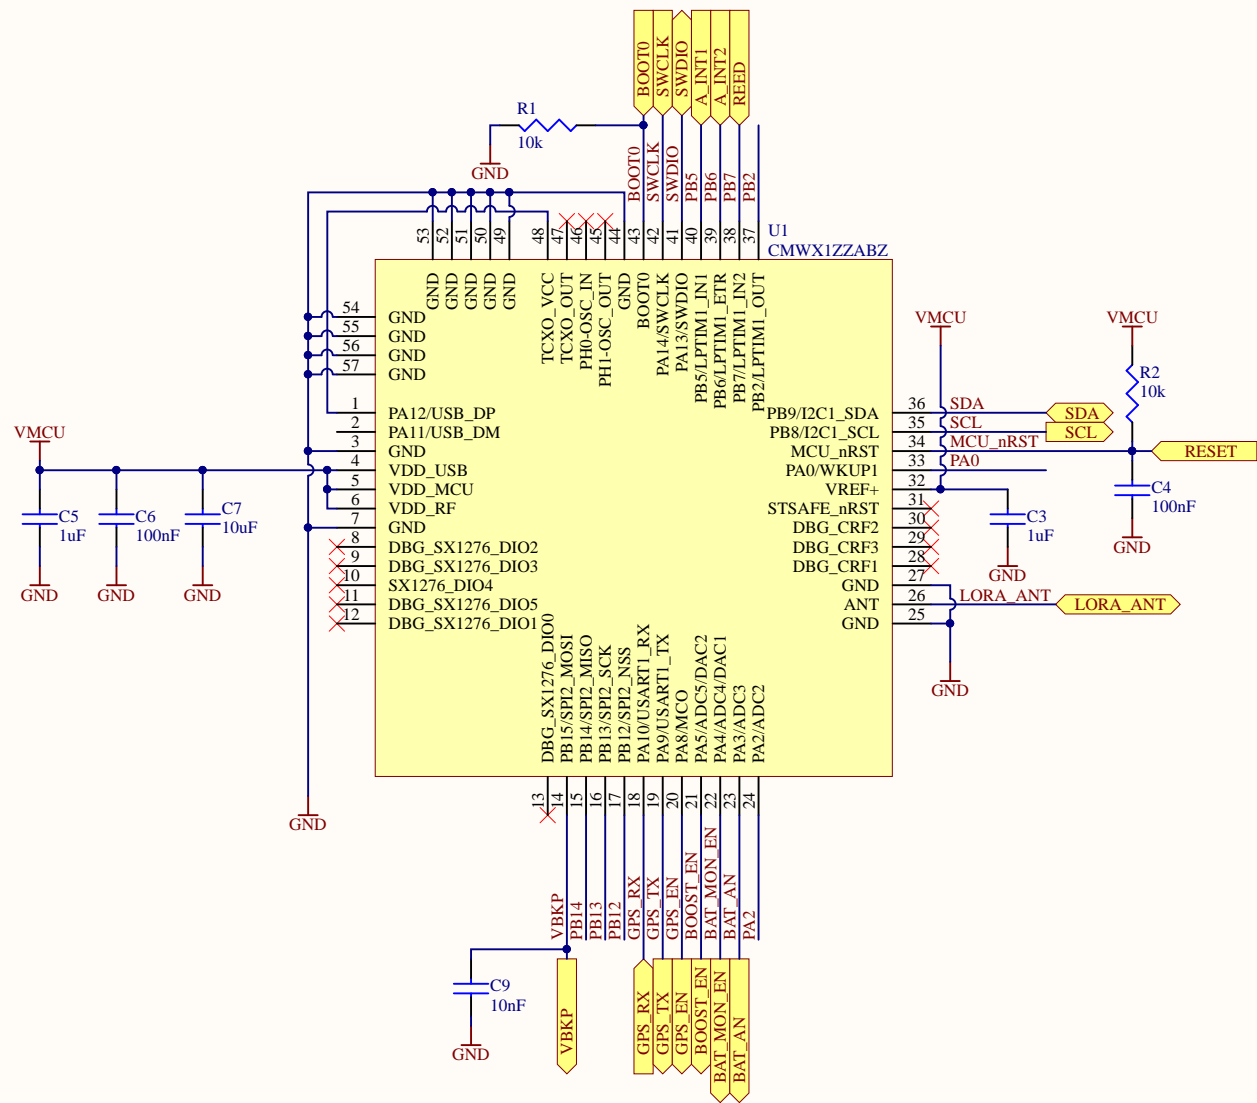 BOOT0
SWCLK
SWDIO
A_INT1
A_INT2
REED
R1
10k
GND
BOOT0
SWCLK
SWDIO
PB5
PB6
PB7
PB2
53
52
51
50
49
48
47
46
45
44
43
42
41
40
39
38
37
U1
CMWX1ZZABZ
GND
GND
GND
GND
GND
TCXO_VCC
TCXO_OUT
PH0-OSC_IN
PH1-OSC_OUT
GND
BOOT0
PA14/SWCLK
PA13/SWDIO
PB5/LPTIM1_IN1
PB6/LPTIM1_ETR
PB7/LPTIM1_IN2
PB2/LPTIM1_OUT
54 GND
55 GND
56 GND
57 GND
1 PA12/USB_DP
2 PA11/USB_DM
3 GND
4 VDD_USB
5 VDD_MCU
6 VDD_RF
7 GND
8 DBG_SX1276_DIO2
9 DBG_SX1276_DIO3
10 SX1276_DIO4
11 DBG_SX1276_DIO5
12 DBG_SX1276_DIO1
VMCU
C5
1uF
GND
C6
100nF
GND
C7
10uF
GND
GND
PB9/I2C1_SDA 36 SDA SDA
PB8/I2C1_SCL 35 SCL SCL
MCU_nRST 34 MCU_nRST RESET
PA0/WKUP1 33 PA0
VREF+ 32
STSAFE_nRST 31
DBG_CRF2 30
DBG_CRF3 29
DBG_CRF1 28
GND 27
ANT 26 LORA_ANT LORA_ANT
GND 25
VMCU
VMCU
R2
10k
C4
100nF
GND
C3
1uF
GND
GND
DBG_SX1276_DIO0
PB15/SPI2_MOSI
PB14/SPI2_MISO
PB13/SPI2_SCK
PB12/SPI2_NSS
PA10/USART1_RX
PA9/USART1_TX
PA8/MCO
PA5/ADC5/DAC2
PA4/ADC4/DAC1
PA3/ADC3
PA2/ADC2
13
14
15
16
17
18
19
20
21
22
23
24
VBKP
PB14
PB13
PB12
GPS_RX
GPS_TX
GPS_EN
BOOST_EN
BAT_MON_EN
BAT_AN
PA2
C9
10nF
GND
VBKP
GPS_RX
GPS_TX
GPS_EN
BOOST_EN
BAT_MON_EN
BAT_AN